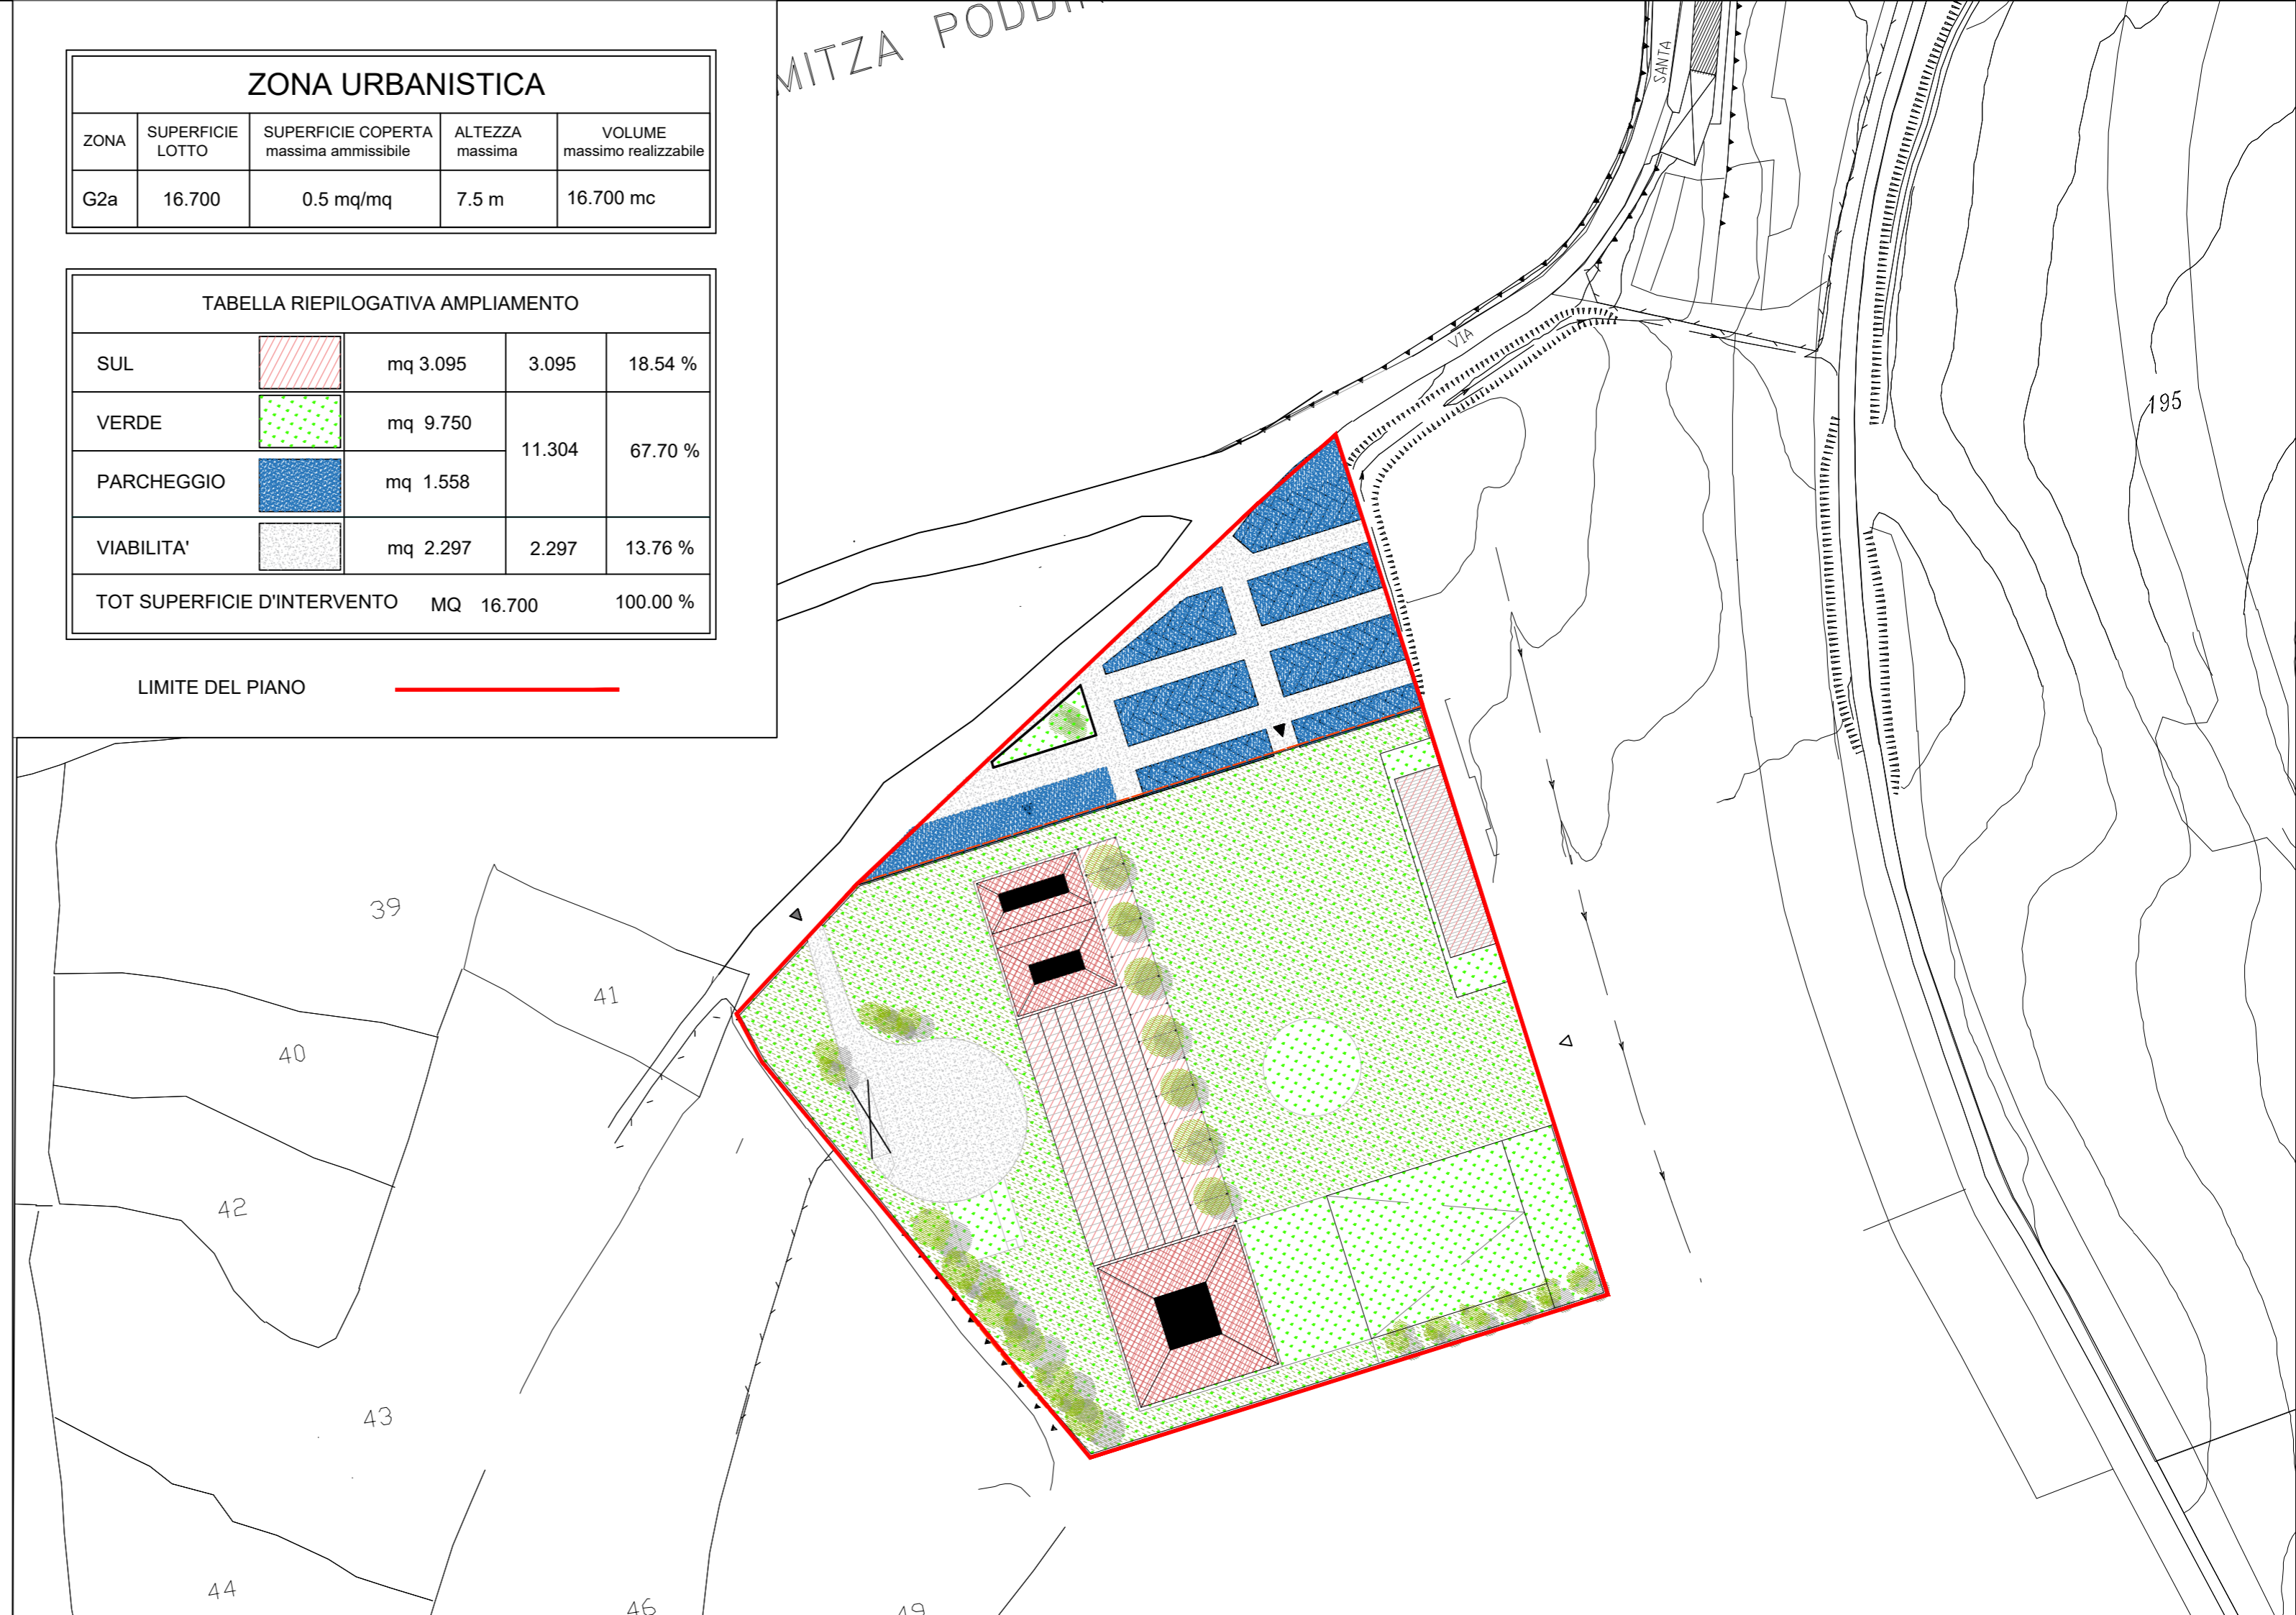 ZONA URBANISTICA
ZONA
SUPERFICIE
LOTTO
SUPERFICIE COPERTA
massima ammissibile
ALTEZZA
massima
VOLUME
massimo realizzabile
G2a
16.700
0.5 mq/mq
7.5 m
16.700 mc
TABELLA RIEPILOGATIVA AMPLIAMENTO
SUL
mq 3.095
3.095
18.54 %
VERDE
mq 9.750
11.304
67.70 %
PARCHEGGIO
mq 1.558
VIABILITA'
mq 2.297
2.297
13.76 %
TOT SUPERFICIE D'INTERVENTO
MQ 16.700
100.00 %
LIMITE DEL PIANO
MITZA
SANTA
VIA
195
39
41
40
42
43
44
46
49